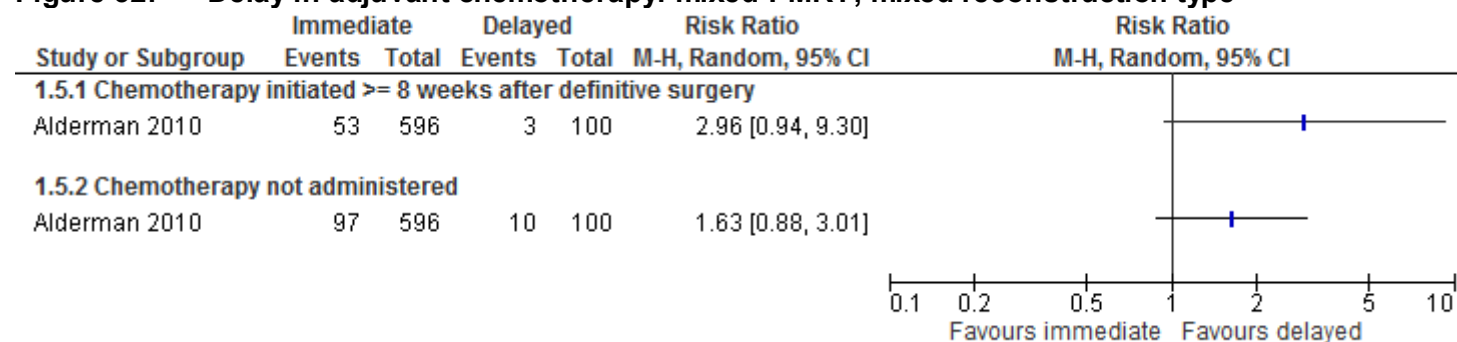 Immediate Delayed Risk Ratio Risk Ratio
Study or Subgroup Events Total Events Total M-H, Random, 95% CI M-H, Random, 95% CI
1.5.1 Chemotherapy initiated >= 8 weeks after definitive surgery
Alderman 2010 53 596 3 100 2.96 [0.94, 9.30]
1.5.2 Chemotherapy not administered
Alderman 2010 97 596 10 100 1.63 [0.88, 3.01]
0.1 0.2 0.5 1 2 5 10
Favours immediate Favours delayed